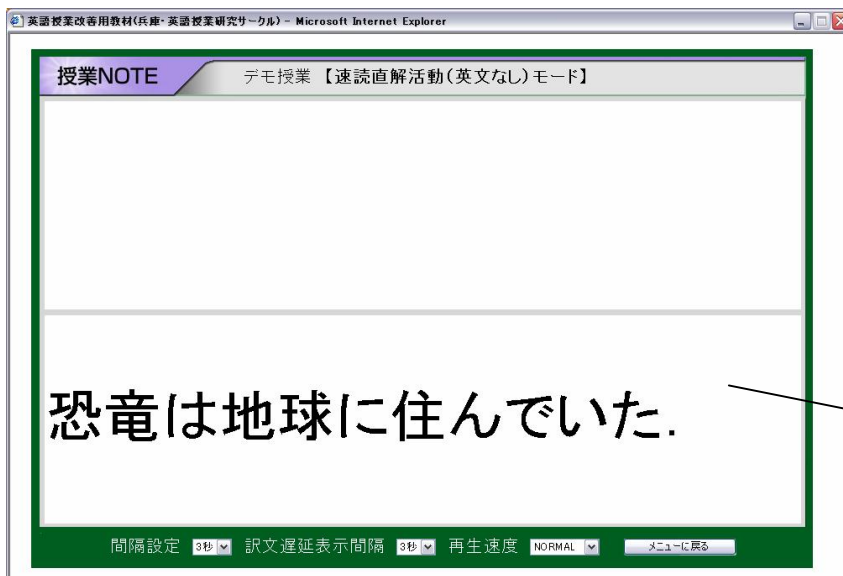 英語授業改善用教材(兵庫・英語授業研究サークル) - Microsoft Internet Explorer
授業NOTE デモ授業【速読直解活動(英文なし)モード】
恐竜は地球に住んでいた.
間隔設定 3秒 訳文遅延表示間隔 3秒 再生速度 NORMAL メニューに戻る